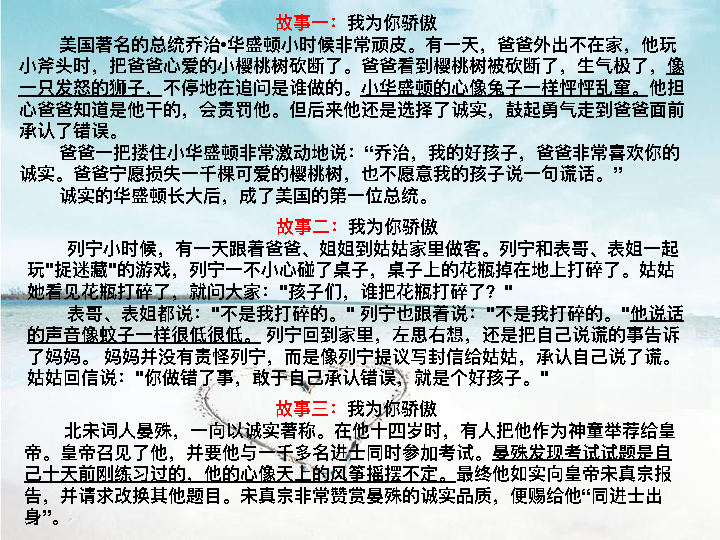 故事一：我为你骄傲
美国著名的总统乔治•华盛顿小时候非常顽皮。有一天，爸爸外出不在家，他玩
小斧头时，把爸爸心爱的小樱桃树砍断了。爸爸看到樱桃树被砍断了，生气极了，像
一只发怒的狮子，不停地在追问是谁做的。小华盛顿的心像兔子一样怦怦乱窜。他担
心爸爸知道是他干的，会责罚他。但后来他还是选择了诚实，鼓起勇气走到爸爸面前
承认了错误。
爸爸一把搂住小华盛顿非常激动地说：“乔治，我的好孩子，爸爸非常喜欢你的
诚实。爸爸宁愿损失一千棵可爱的樱桃树，也不愿意我的孩子说一句谎话。”
诚实的华盛顿长大后，成了美国的第一位总统。
故事二：我为你骄傲
列宁小时候，有一天跟着爸爸、姐姐到姑姑家里做客。列宁和表哥、表姐一起
玩"捉迷藏"的游戏，列宁一不小心碰了桌子，桌子上的花瓶掉在地上打碎了。姑姑
她看见花瓶打碎了，就问大家："孩子们，谁把花瓶打碎了？"
表哥、表姐都说："不是我打碎的。" 列宁也跟着说："不是我打碎的。"他说话
的声音像蚊子一样很低很低。 列宁回到家里，左思右想，还是把自己说谎的事告诉
了妈妈。 妈妈并没有责怪列宁，而是像列宁提议写封信给姑姑，承认自己说了谎。
姑姑回信说："你做错了事，敢于自己承认错误，就是个好孩子。"
故事三：我为你骄傲
北宋词人晏殊，一向以诚实著称。在他十四岁时，有人把他作为神童举荐给皇
帝。皇帝召见了他，并要他与一千多名进士同时参加考试。晏殊发现考试试题是自
己十天前刚练习过的，他的心像天上的风筝摇摆不定。最终他如实向皇帝宋真宗报
告，并请求改换其他题目。宋真宗非常赞赏晏殊的诚实品质，便赐给他“同进士出
身”。